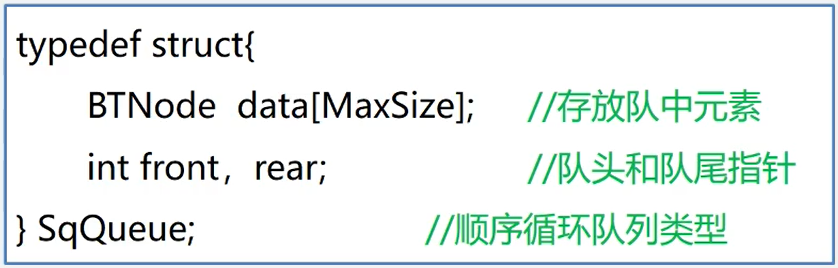 typedef struct{
BTNode data[MaxSize]; //存放队中元素
int front，rear; //队头和队尾指针
} SqQueue; //顺序循环队列类型